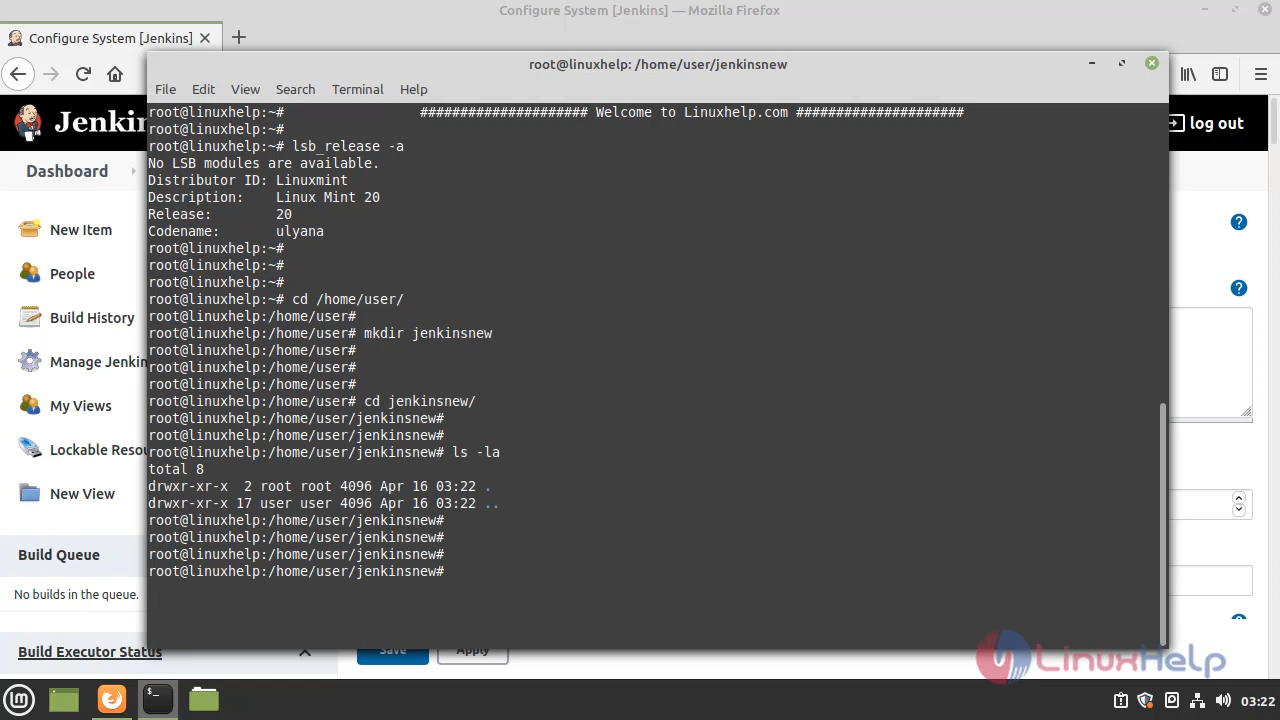 Configure System [Jenkins] — Mozilla Firefox
Configure System [Jenkins]
root@linuxhelp: /home/user/jenkinsnew
File Edit View Search Terminal Help
root@linuxhelp:~# ##################### Welcome to Linuxhelp.com #####################
root@linuxhelp:~#
root@linuxhelp:~# lsb_release -a
No LSB modules are available.
Distributor ID: Linuxmint
Description: Linux Mint 20
Release: 20
Codename: ulyana
root@linuxhelp:~#
root@linuxhelp:~#
root@linuxhelp:~#
root@linuxhelp:~# cd /home/user/
root@linuxhelp:/home/user#
root@linuxhelp:/home/user# mkdir jenkinsnew
root@linuxhelp:/home/user#
root@linuxhelp:/home/user#
root@linuxhelp:/home/user#
root@linuxhelp:/home/user# cd jenkinsnew/
root@linuxhelp:/home/user/jenkinsnew#
root@linuxhelp:/home/user/jenkinsnew#
root@linuxhelp:/home/user/jenkinsnew# ls -la
total 8
drwxr-xr-x 2 root root 4096 Apr 16 03:22 .
drwxr-xr-x 17 user user 4096 Apr 16 03:22 ..
root@linuxhelp:/home/user/jenkinsnew#
root@linuxhelp:/home/user/jenkinsnew#
root@linuxhelp:/home/user/jenkinsnew#
root@linuxhelp:/home/user/jenkinsnew#
Jenkin
log out
Dashboard
New Item
People
Build History
Manage Jenkin
My Views
Lockable Resou
New View
Build Queue
No builds in the queue.
Build Executor Status
Save Apply
LinuxHelp
03:22